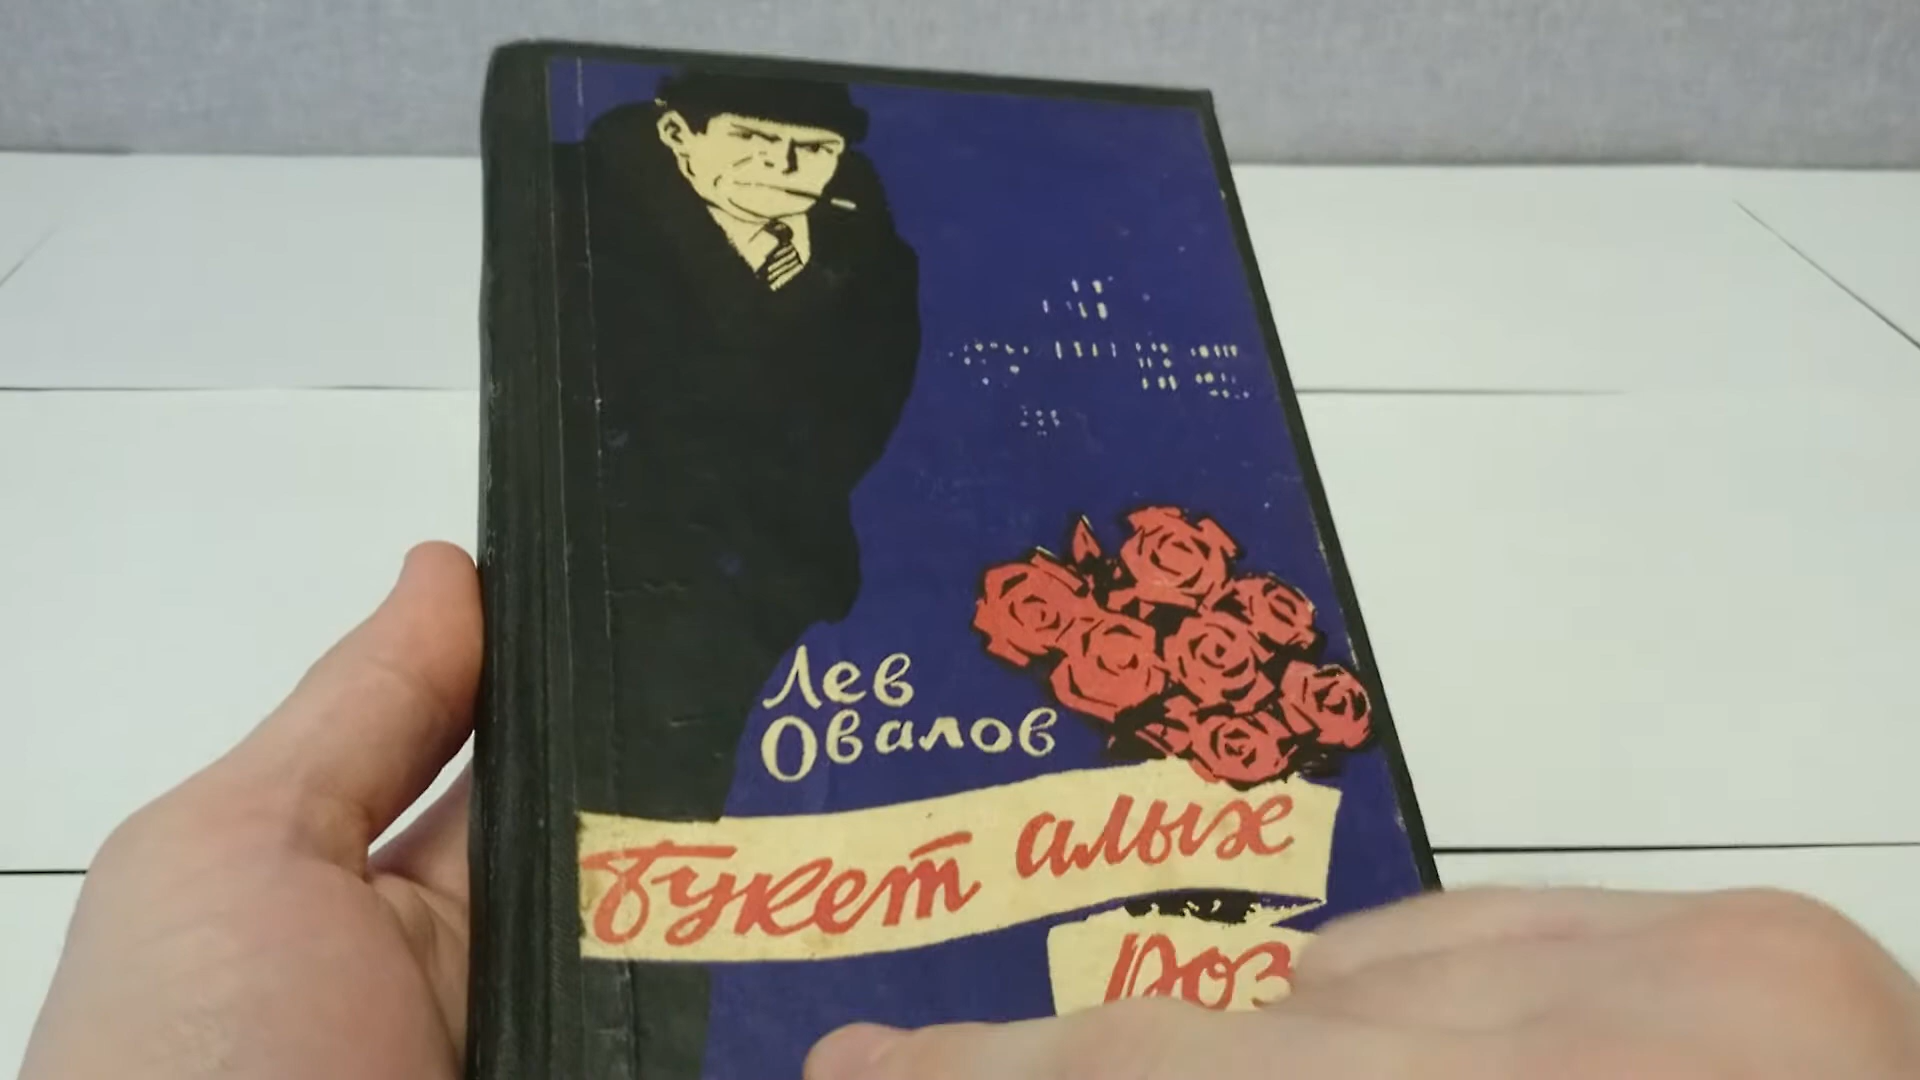 Лев
Овалов
Букет алых
роз